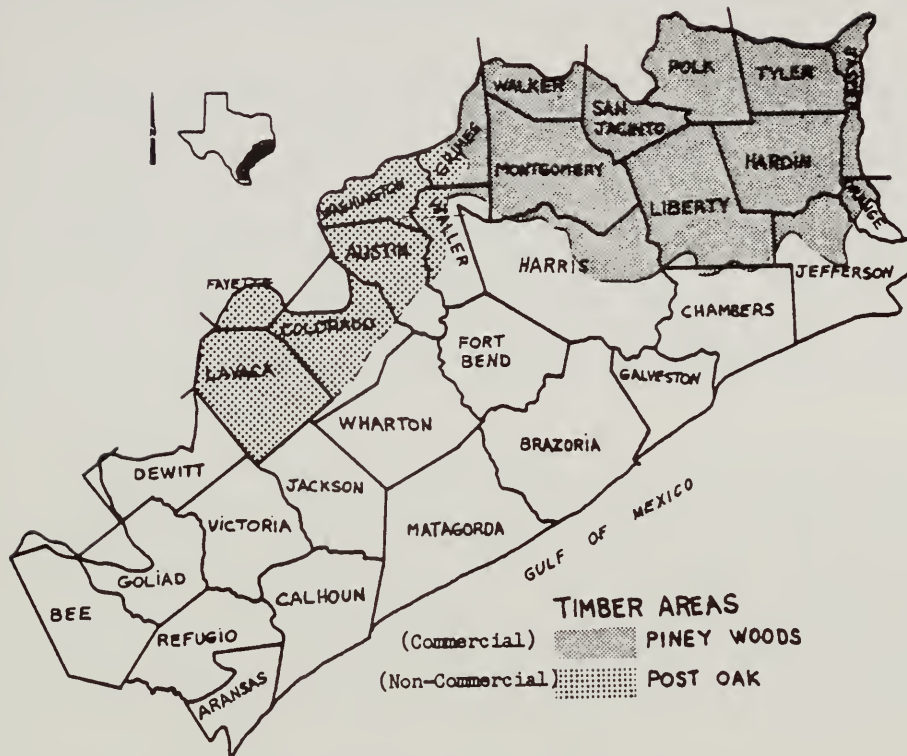 POLK
TYLER
JASPER
WALKER
SAN
JACINTO
GRIMES
MONTGOMERY
HARDIN
WASHINGTON
LIBERTY
ORANGE
WALLER
AUSTIN
HARRIS
JEFFERSON
FAYETTE
CHAMBERS
COLORADO
FORT
BEND
LAVACA
GALVESTON
WHARTON
BRAZORIA
DEWITT
JACKSON
VICTORIA
MATAGORDA
GULF OF MEXICO
GOLIAD
CALHOUN
BEE
REFUGIO
ARANSAS
TIMBER AREAS
(Commercial) PINEY WOODS
(Non-Commercial) POST OAK